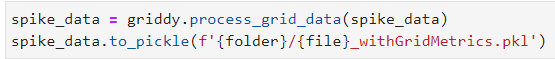 spike_data = griddy.process_grid_data(spike_data)
spike_data.to_pickle(f'{folder}/{file}_withGridMetrics.pkl')